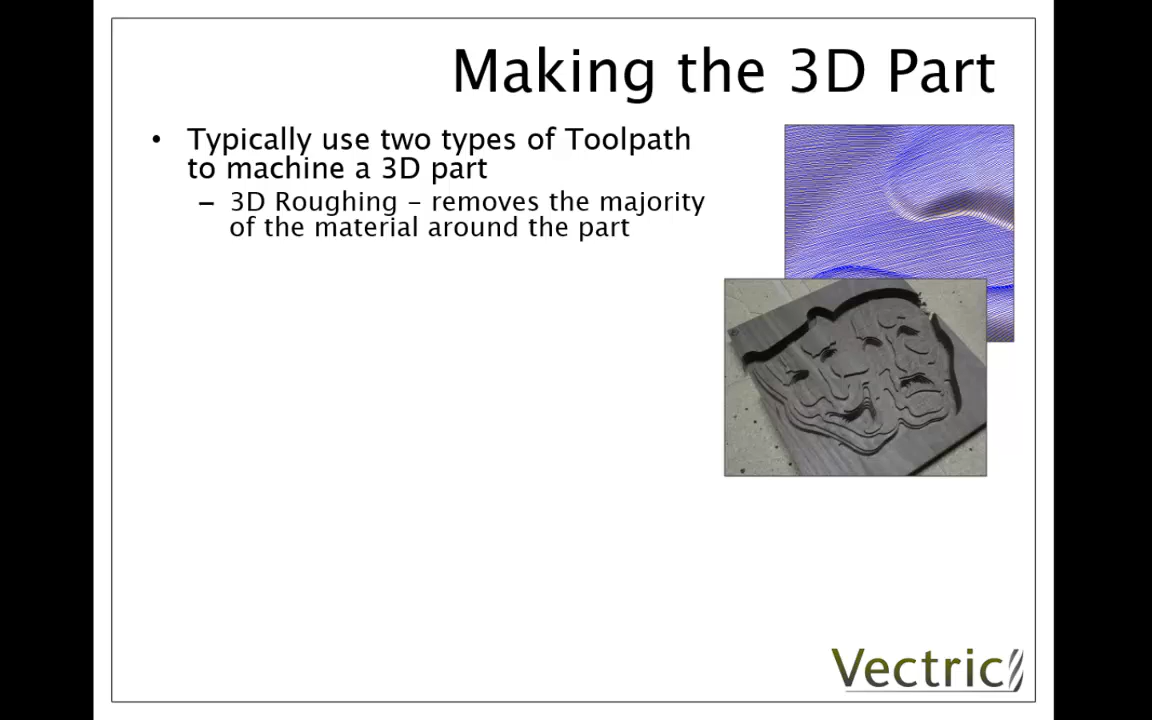 Making the 3D Part
• Typically use two types of Toolpath
to machine a 3D part
– 3D Roughing – removes the majority
of the material around the part
Vectric